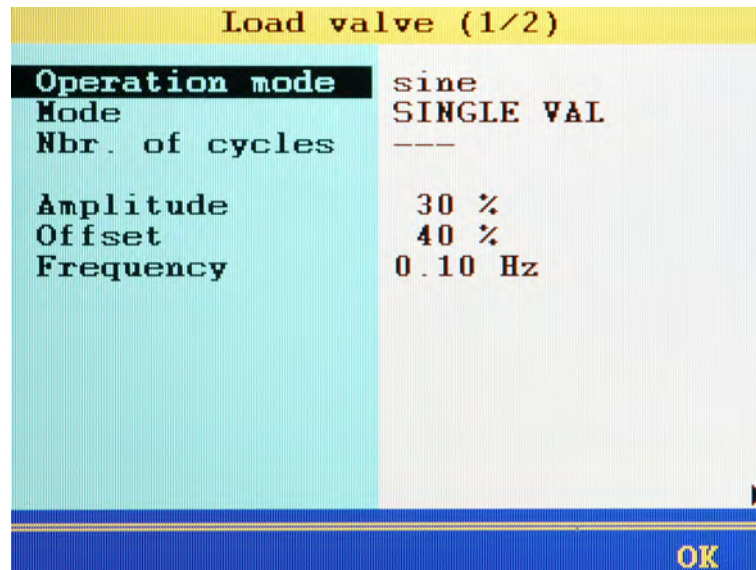 Load valve (1/2)
Operation mode sine
Mode SINGLE VAL
Nbr. of cycles ---
Amplitude 30 %
Offset 40 %
Frequency 0.10 Hz
OK